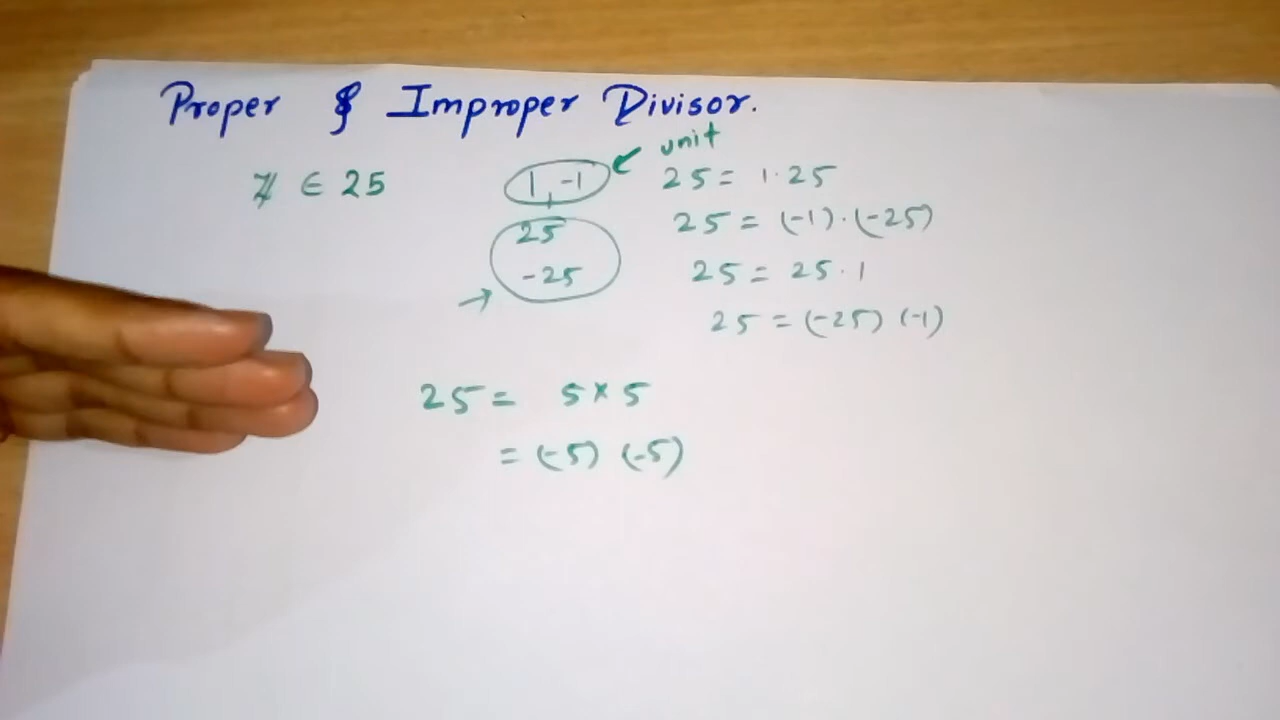 Proper & Improper Divisor.
unit
ℤ ∈ 25
1, -1
25 = 1·25
25
25 = (-1)·(-25)
-25
25 = 25·1
25 = (-25) (-1)
25 = 5×5
= (-5) (-5)